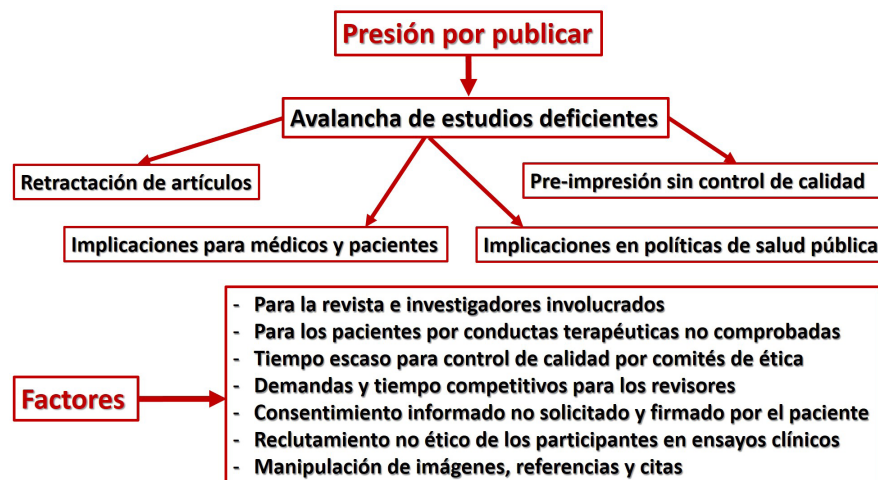 Presión por publicar
Avalancha de estudios deficientes
Retractación de artículos
Pre-impresión sin control de calidad
Implicaciones para médicos y pacientes
Implicaciones en políticas de salud pública
Factores
- Para la revista e investigadores involucrados
- Para los pacientes por conductas terapéuticas no comprobadas
- Tiempo escaso para control de calidad por comités de ética
- Demandas y tiempo competitivos para los revisores
- Consentimiento informado no solicitado y firmado por el paciente
- Reclutamiento no ético de los participantes en ensayos clínicos
- Manipulación de imágenes, referencias y citas